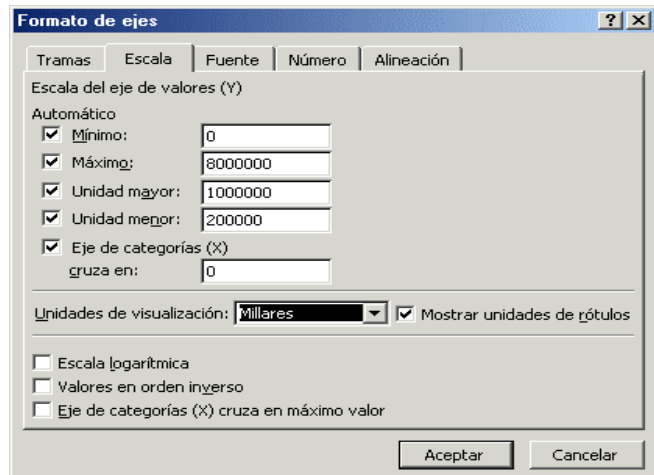 Formato de ejes
Tramas Escala Fuente Número Alineación
Escala del eje de valores (Y)
Automático
Mínimo: 0
Máximo: 8000000
Unidad mayor: 1000000
Unidad menor: 200000
Eje de categorías (X)
cruza en: 0
Unidades de visualización: Millares Mostrar unidades de rótulos
Escala logarítmica
Valores en orden inverso
Eje de categorías (X) cruza en máximo valor
Aceptar Cancelar